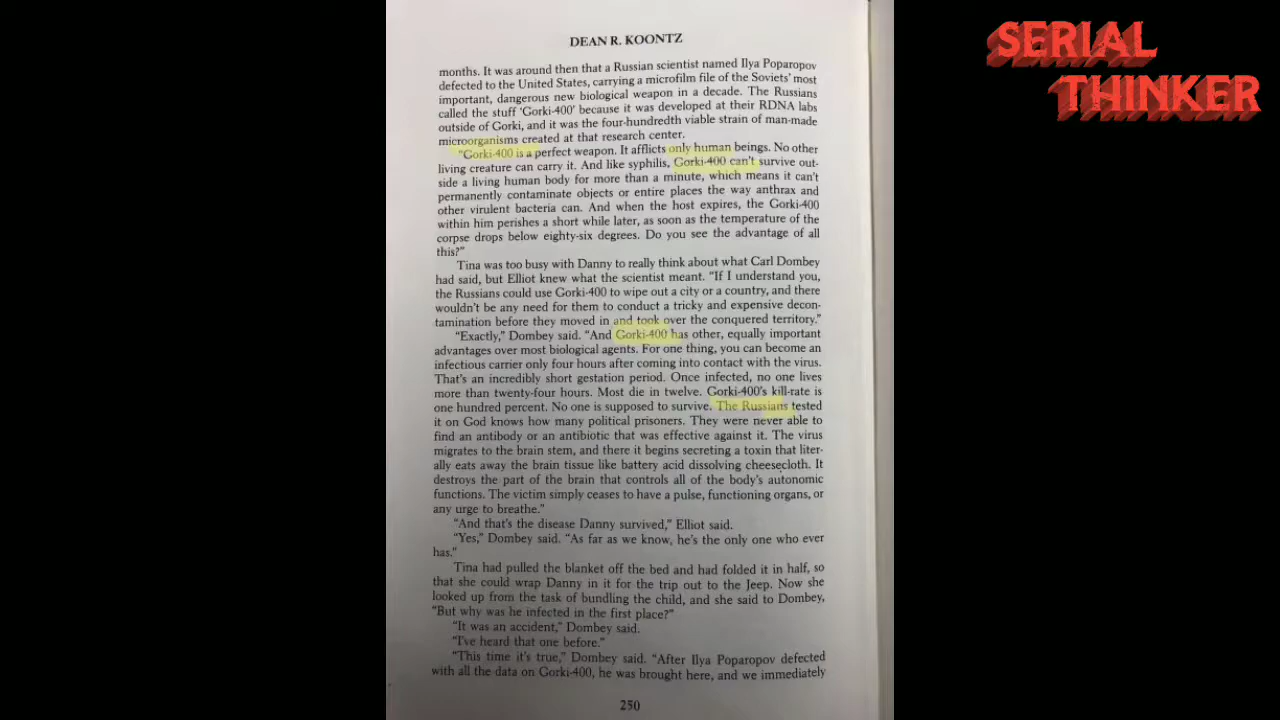 DEAN R. KOONTZ
SERIAL
THINKER
months. It was around then that a Russian scientist named Ilya Poparopov
defected to the United States, carrying a microfilm file of the Soviets' most
important, dangerous new biological weapon in a decade. The Russians
called the stuff 'Gorki-400' because it was developed at their RDNA labs
outside of Gorki, and it was the four-hundredth viable strain of man-made
microorganisms created at that research center.
"Gorki-400 is a perfect weapon. It afflicts only human beings. No other
living creature can carry it. And like syphilis, Gorki-400 can't survive out-
side a living human body for more than a minute, which means it can't
permanently contaminate objects or entire places the way anthrax and
other virulent bacteria can. And when the host expires, the Gorki-400
within him perishes a short while later, as soon as the temperature of the
corpse drops below eighty-six degrees. Do you see the advantage of all
this?"
Tina was too busy with Danny to really think about what Carl Dombey
had said, but Elliot knew what the scientist meant. "If I understand you,
the Russians could use Gorki-400 to wipe out a city or a country, and there
wouldn't be any need for them to conduct a tricky and expensive decon-
tamination before they moved in and took over the conquered territory."
"Exactly," Dombey said. "And Gorki-400 has other, equally important
advantages over most biological agents. For one thing, you can become an
infectious carrier only four hours after coming into contact with the virus.
That's an incredibly short gestation period. Once infected, no one lives
more than twenty-four hours. Most die in twelve. Gorki-400's kill-rate is
one hundred percent. No one is supposed to survive. The Russians tested
it on God knows how many political prisoners. They were never able to
find an antibody or an antibiotic that was effective against it. The virus
migrates to the brain stem, and there it begins secreting a toxin that liter-
ally eats away the brain tissue like battery acid dissolving cheesecloth. It
destroys the part of the brain that controls all of the body's autonomic
functions. The victim simply ceases to have a pulse, functioning organs, or
any urge to breathe."
"And that's the disease Danny survived," Elliot said.
"Yes," Dombey said. "As far as we know, he's the only one who ever
has."
Tina had pulled the blanket off the bed and had folded it in half, so
that she could wrap Danny in it for the trip out to the Jeep. Now she
looked up from the task of bundling the child, and she said to Dombey,
"But why was he infected in the first place?"
"It was an accident," Dombey said.
"I've heard that one before."
"This time it's true," Dombey said. "After Ilya Poparopov defected
with all the data on Gorki-400, he was brought here, and we immediately
250